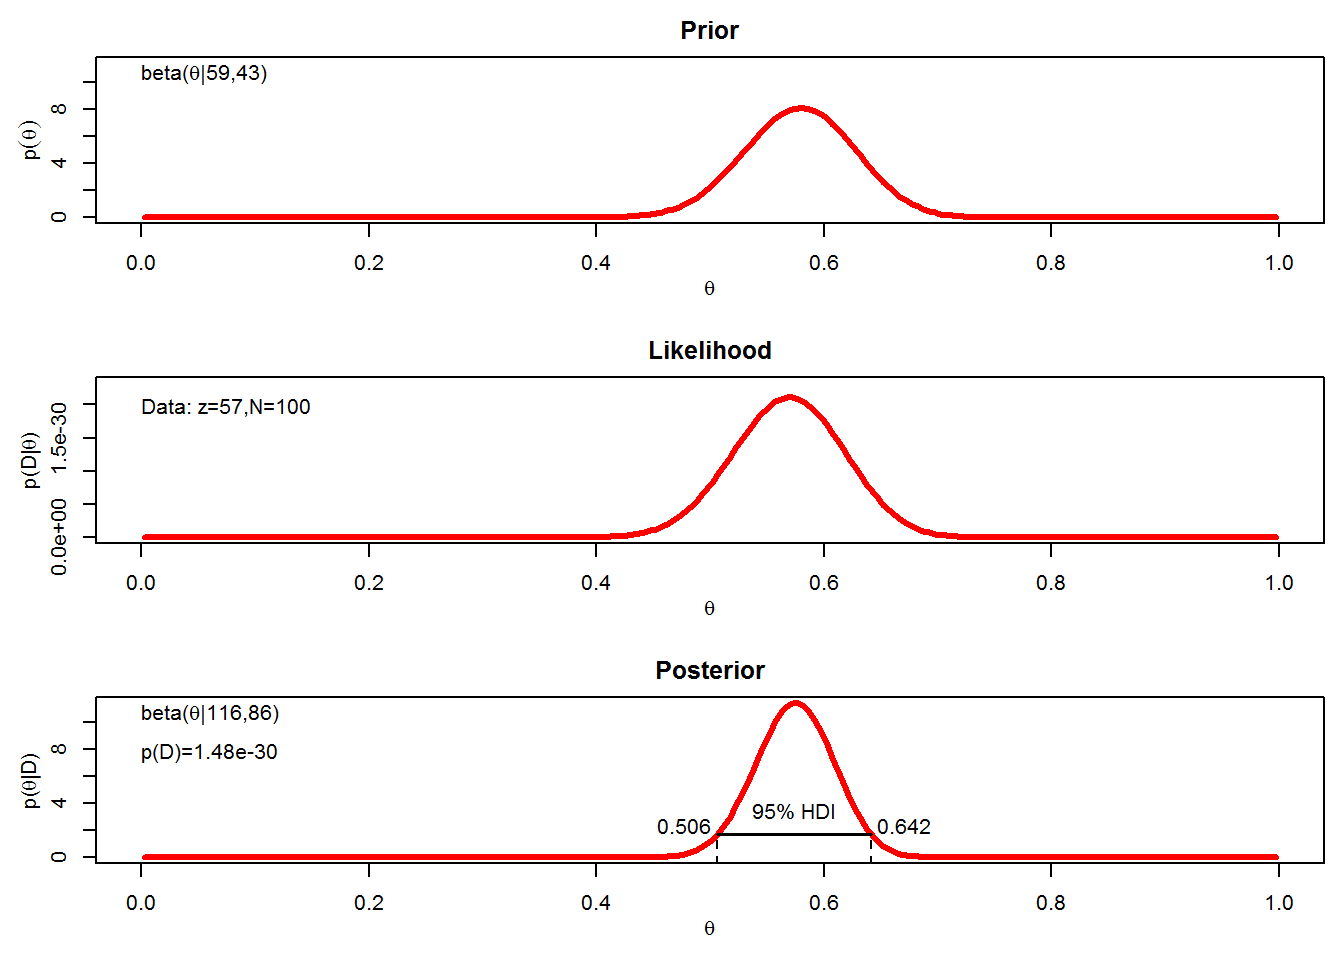 Prior
beta(θ|59,43)
p(θ)
0 4 8
0.0 0.2 0.4 0.6 0.8 1.0
θ
Likelihood
Data: z=57,N=100
p(D|θ)
0.0e+00 1.5e-30
0.0 0.2 0.4 0.6 0.8 1.0
θ
Posterior
beta(θ|116,86)
p(D)=1.48e-30
p(θ|D)
0 4 8
95% HDI
0.506 0.642
0.0 0.2 0.4 0.6 0.8 1.0
θ